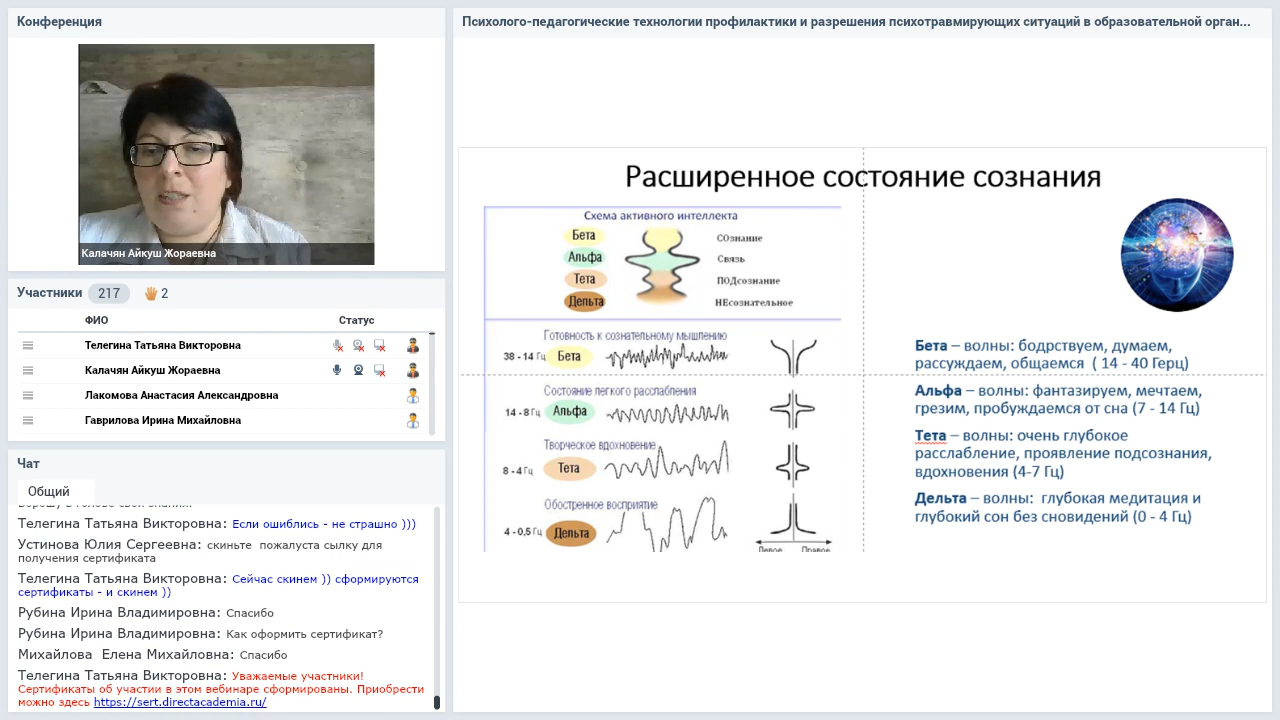 Конференция
Калачян Айкуш Жораевна
Участники 217 2
ФИО Статус
Телегина Татьяна Викторовна
Калачян Айкуш Жораевна
Лакомова Анастасия Александровна
Гаврилова Ирина Михайловна
Чат
Общий
Телегина Татьяна Викторовна: Если ошиблись - не страшно )))
Устинова Юлия Сергеевна: скиньте пожалуста сылку для
получения сертификата
Телегина Татьяна Викторовна: Сейчас скинем )) сформируются
сертификаты - и скинем ))
Рубина Ирина Владимировна: Спасибо
Рубина Ирина Владимировна: Как оформить сертификат?
Михайлова Елена Михайловна: Спасибо
Телегина Татьяна Викторовна: Уважаемые участники!
Сертификаты об участии в этом вебинаре сформированы. Приобрести
можно здесь https://sert.directacademia.ru/
Психолого-педагогические технологии профилактики и разрешения психотравмирующих ситуаций в образовательной орган...
Расширенное состояние сознания
Схема активного интеллекта
Бета СОзнание
Альфа Связь
Тета ПОДсознание
Дельта НЕсознательное
Готовность к сознательному мышлению
38 - 14 Гц Бета
Состояние легкого расслабления
14 - 8 Гц Альфа
Творческое вдохновение
8 - 4 Гц Тета
Обостренное восприятие
4 - 0,5 Гц Дельта
Левое Правое
Бета – волны: бодрствуем, думаем,
рассуждаем, общаемся ( 14 - 40 Герц)
Альфа – волны: фантазируем, мечтаем,
грезим, пробуждаемся от сна (7 - 14 Гц)
Тета – волны: очень глубокое
расслабление, проявление подсознания,
вдохновения (4-7 Гц)
Дельта – волны: глубокая медитация и
глубокий сон без сновидений (0 - 4 Гц)